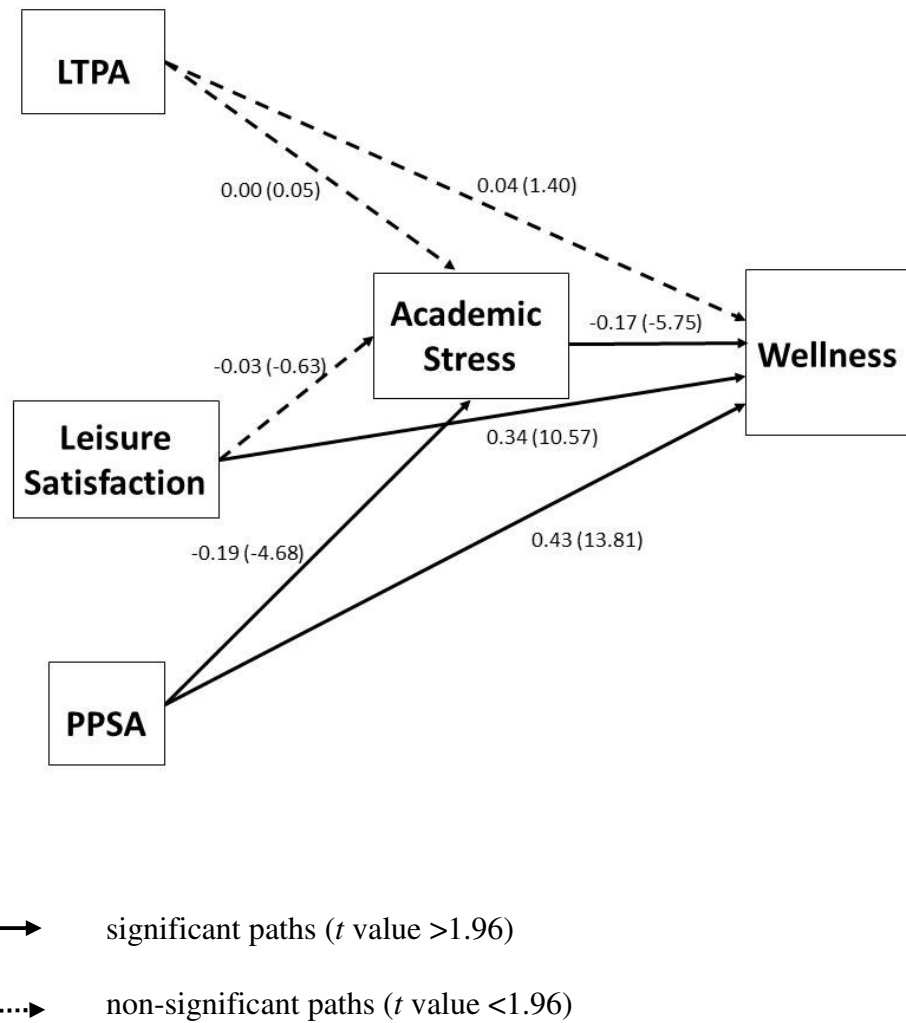 LTPA
0.00 (0.05)
0.04 (1.40)
Academic
Stress
-0.17 (-5.75)
Wellness
-0.03 (-0.63)
Leisure
Satisfaction
0.34 (10.57)
-0.19 (-4.68)
0.43 (13.81)
PPSA
significant paths (t value >1.96)
non-significant paths (t value <1.96)